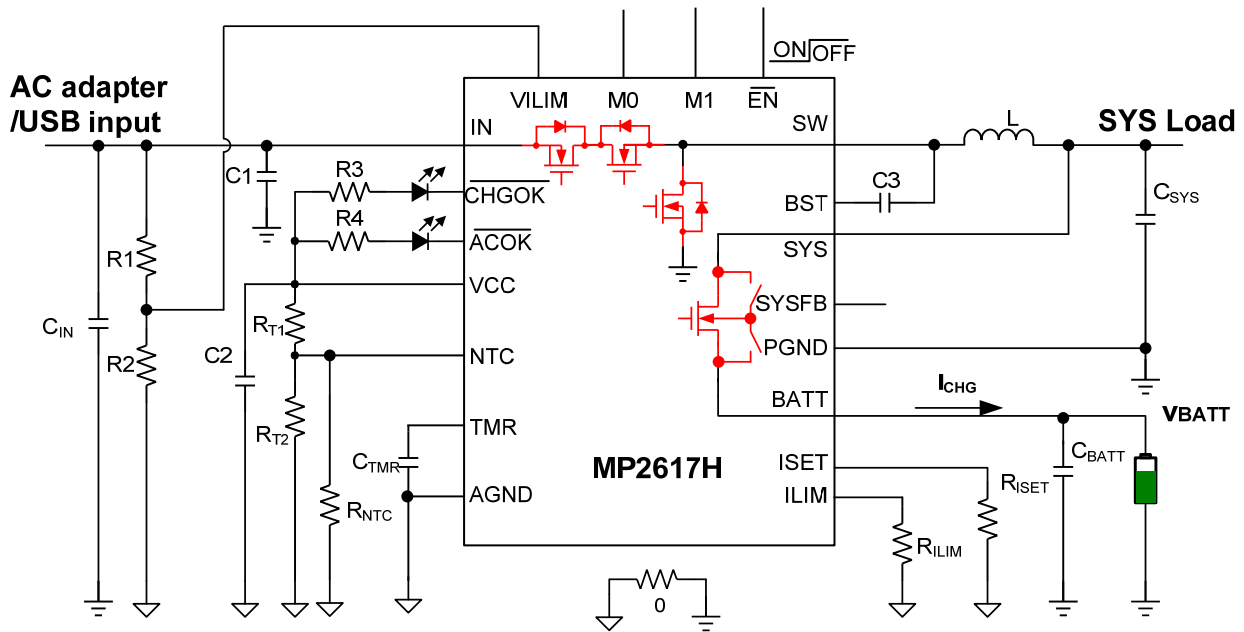 ON OFF
AC adapter
/USB input
VILIM M0 M1 EN
IN SW L SYS Load
C1 R3 CHGOK C3 BST CSYS
R4 ACOK SYS
R1 VCC SYSFB
CIN RT1
R2 C2 NTC PGND
BATT ICHG VBATT
RT2 TMR
CTMR MP2617H ISET CBATT
AGND ILIM RISET
RNTC
RILIM
0